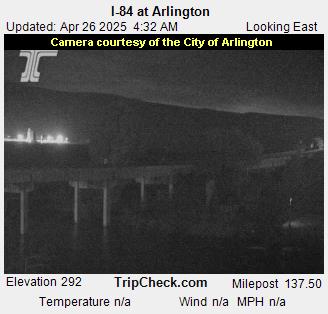 I-84 at Arlington
Updated: Apr 26 2025 4:32 AM Looking East
Camera courtesy of the City of Arlington
Elevation 292 TripCheck.com Milepost 137.50
Temperature n/a Wind n/a MPH n/a